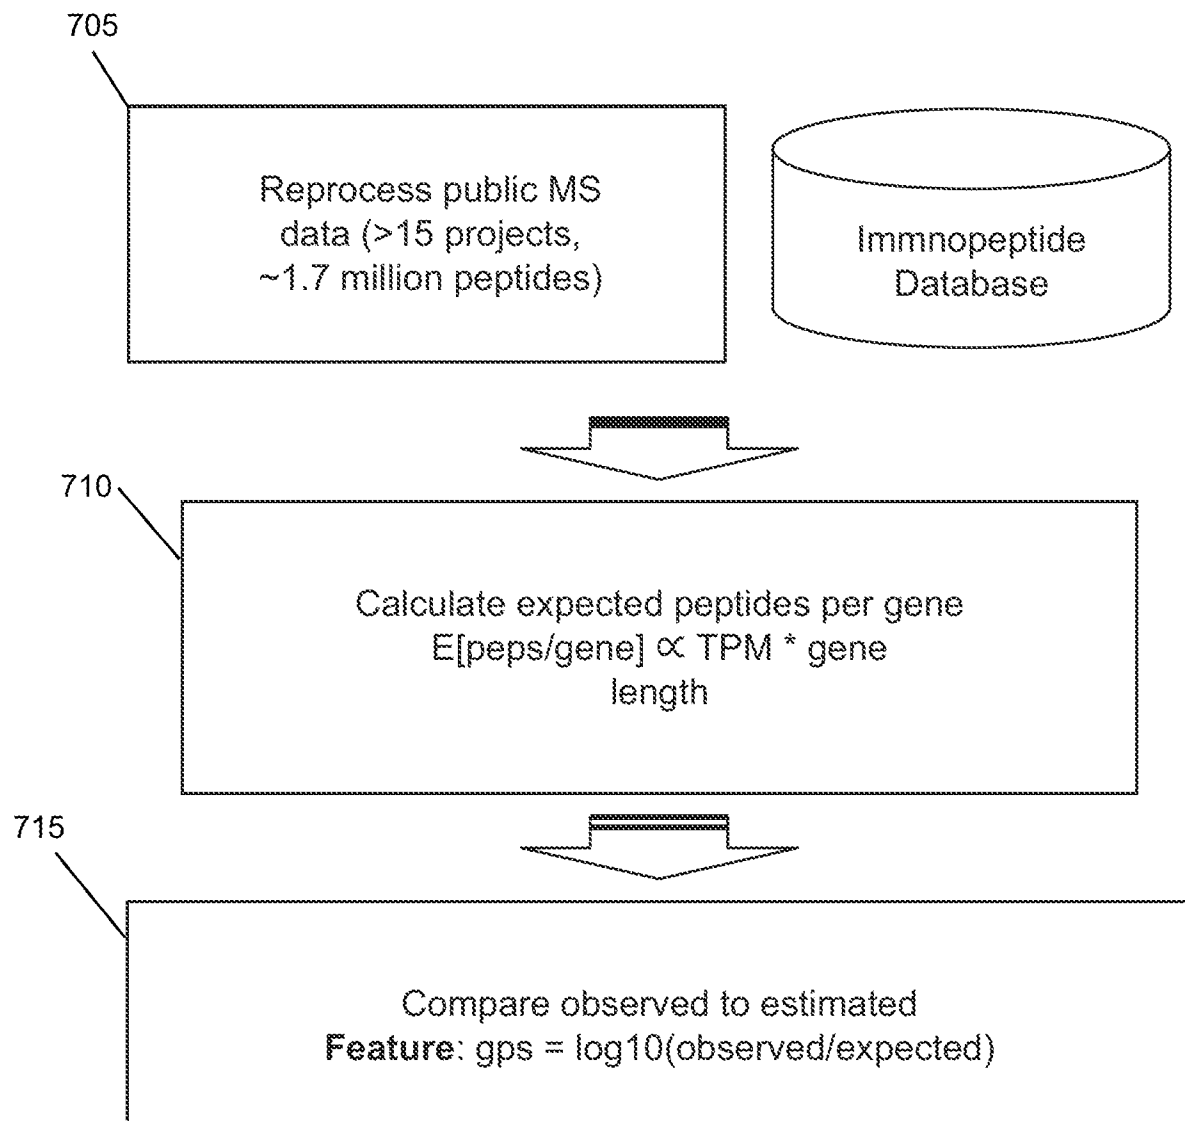 705
Reprocess public MS
data (>15 projects,
~1.7 million peptides)
Immnopeptide
Database
710
Calculate expected peptides per gene
E[peps/gene] ∝ TPM * gene
length
715
Compare observed to estimated
Feature: gps = log10(observed/expected)